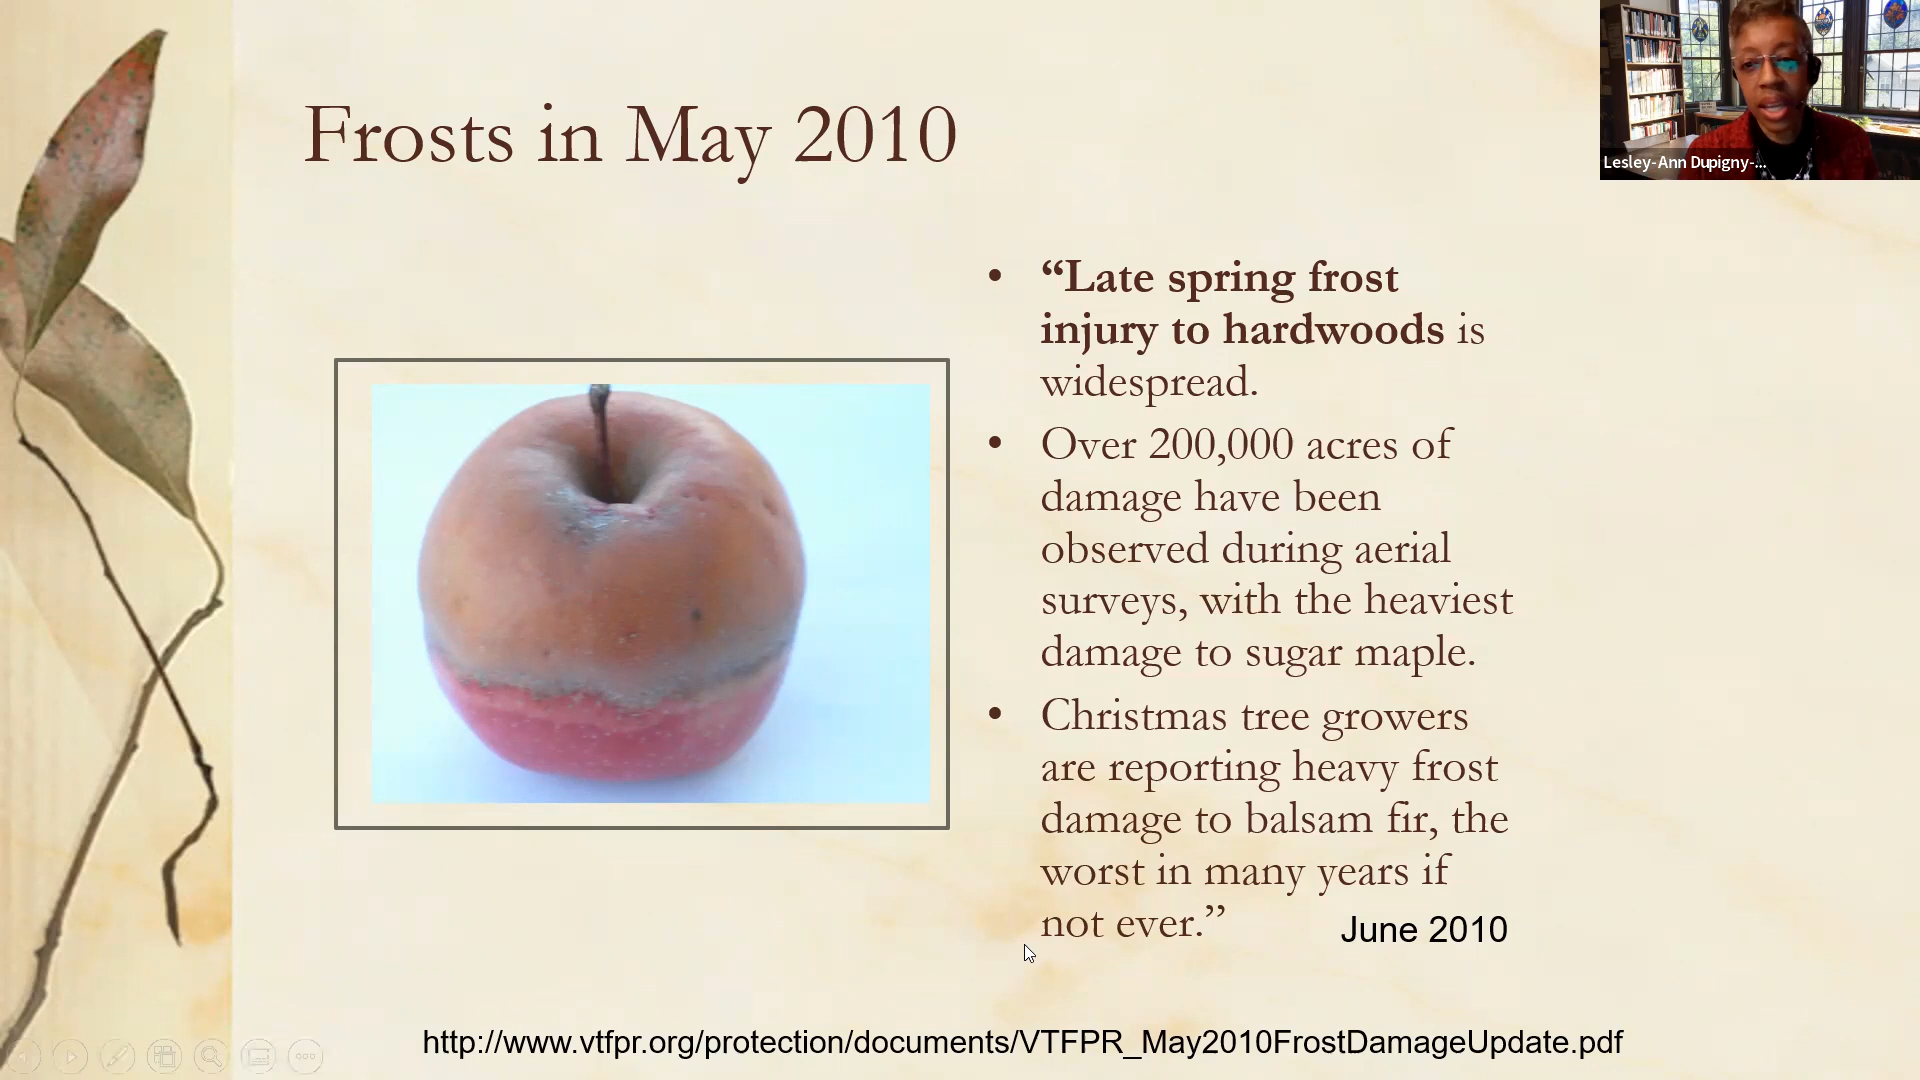 Frosts in May 2010
Lesley-Ann Dupigny-...
• “Late spring frost
injury to hardwoods is
widespread.
• Over 200,000 acres of
damage have been
observed during aerial
surveys, with the heaviest
damage to sugar maple.
• Christmas tree growers
are reporting heavy frost
damage to balsam fir, the
worst in many years if
not ever.”
June 2010
http://www.vtfpr.org/protection/documents/VTFPR_May2010FrostDamageUpdate.pdf